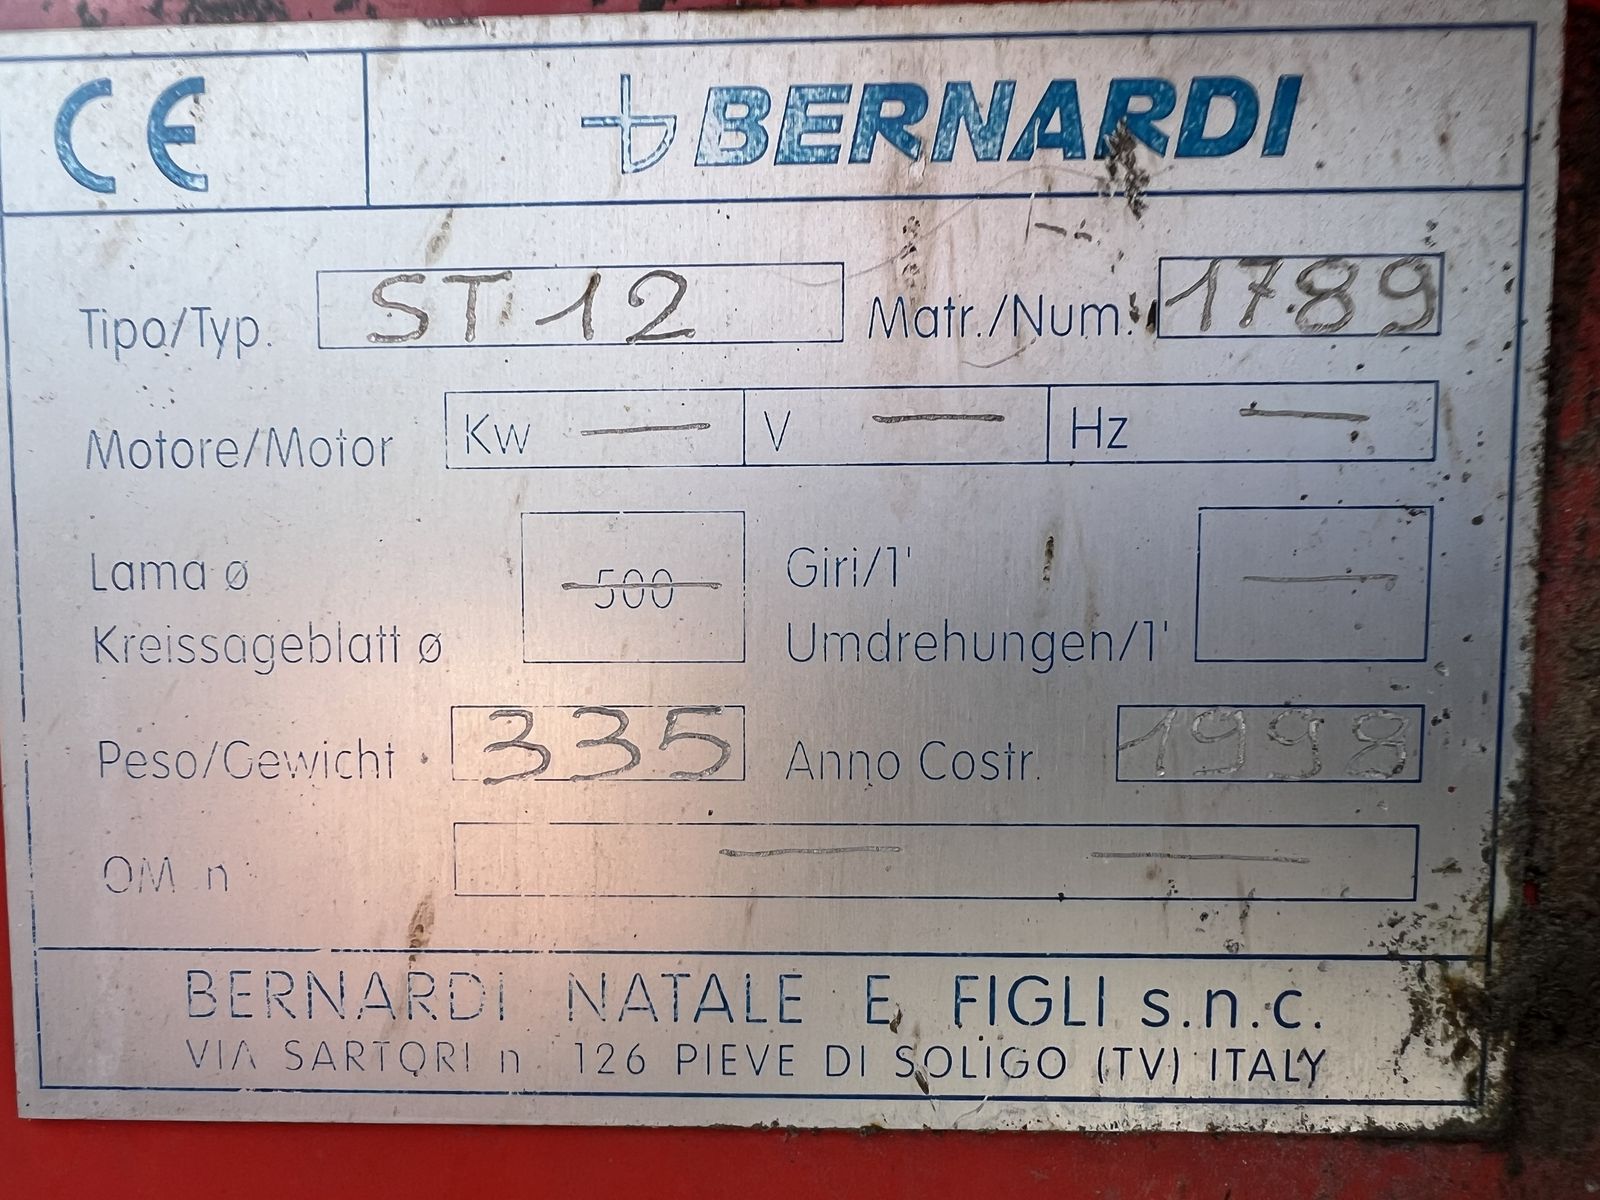 CE BERNARDI
Tipo/Typ. ST 12 Matr./Num. 1789
Motore/Motor Kw — V — Hz —
Lama ø 500 Giri/1' —
Kreissageblatt ø Umdrehungen/1'
Peso/Gewicht 335 Anno Costr. 1998
OM n° — —
BERNARDI NATALE E FIGLI s.n.c.
VIA SARTORI n. 126 PIEVE DI SOLIGO (TV) ITALY